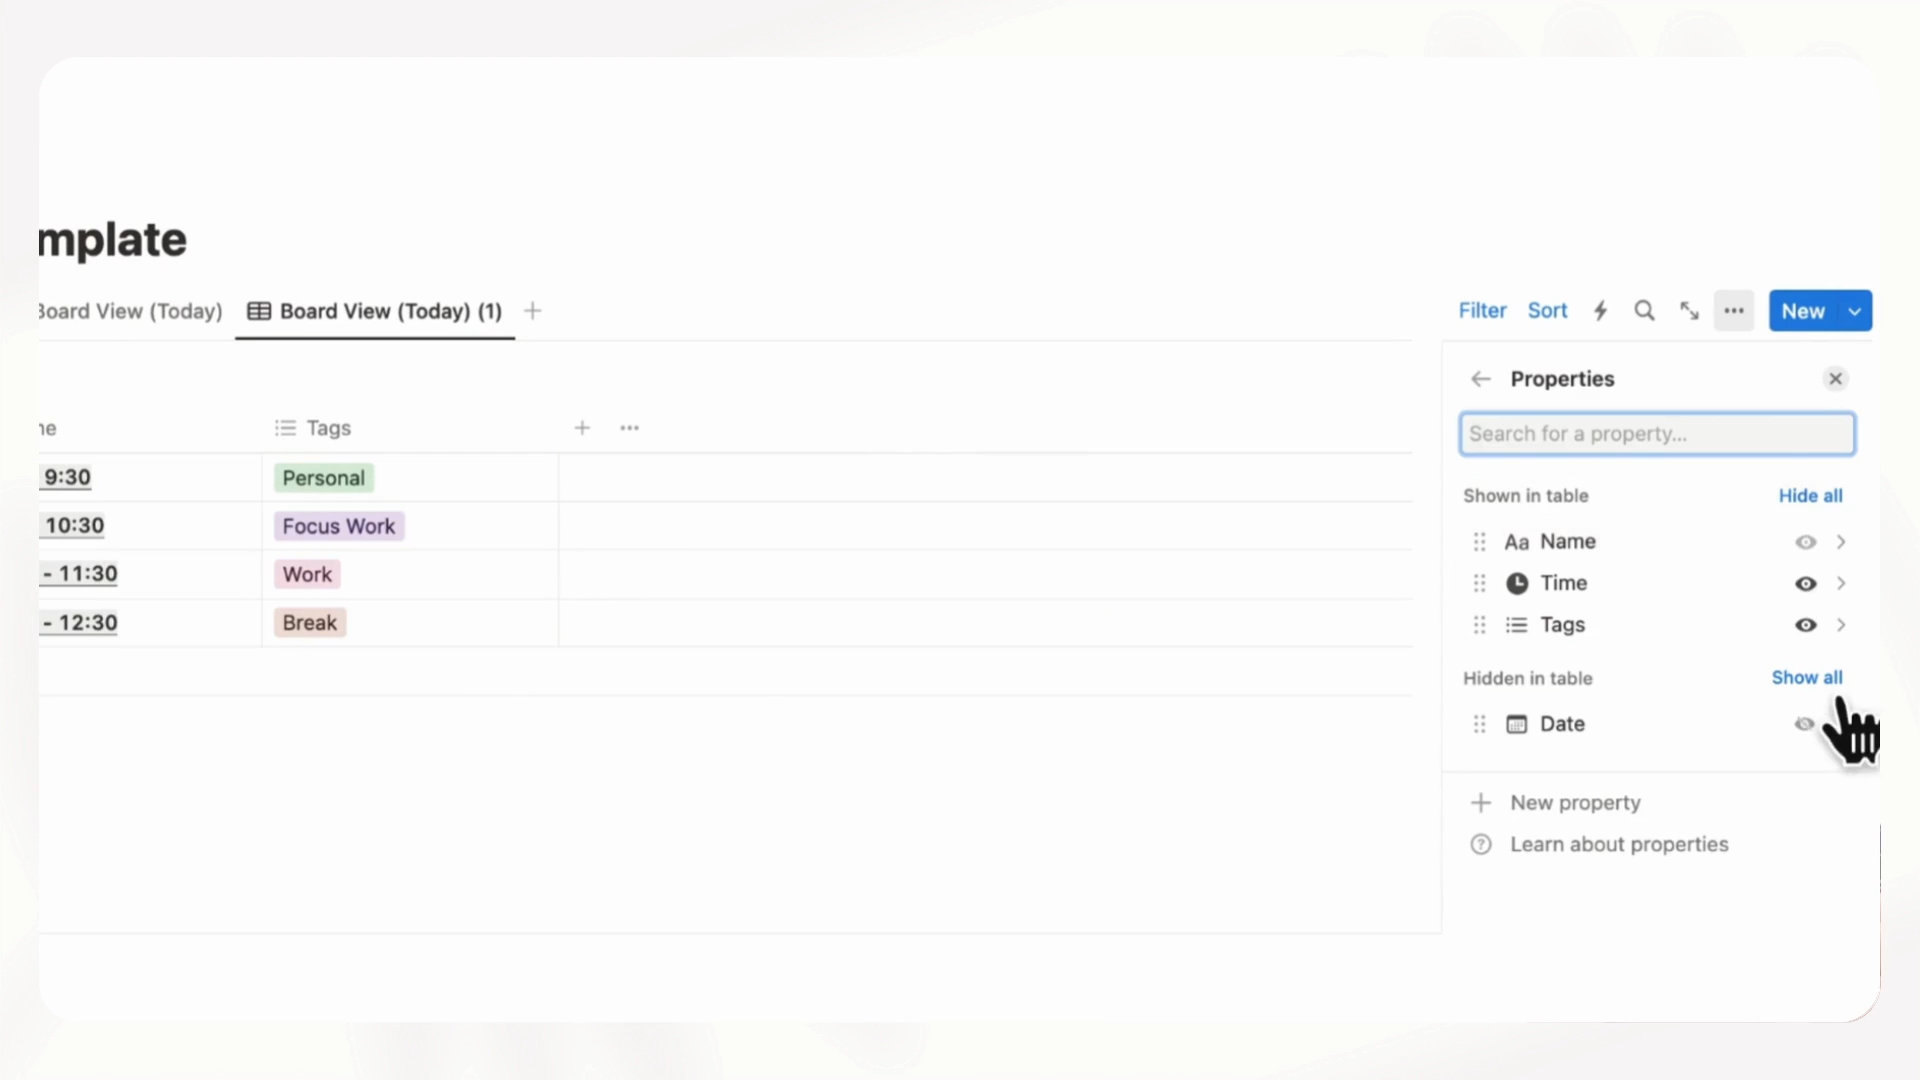 mplate
Board View (Today)
Board View (Today) (1)
Filter Sort New
Properties
Search for a property...
Tags
9:30 Personal
10:30 Focus Work
- 11:30 Work
- 12:30 Break
Shown in table Hide all
Aa Name
Time
Tags
Hidden in table Show all
Date
New property
Learn about properties